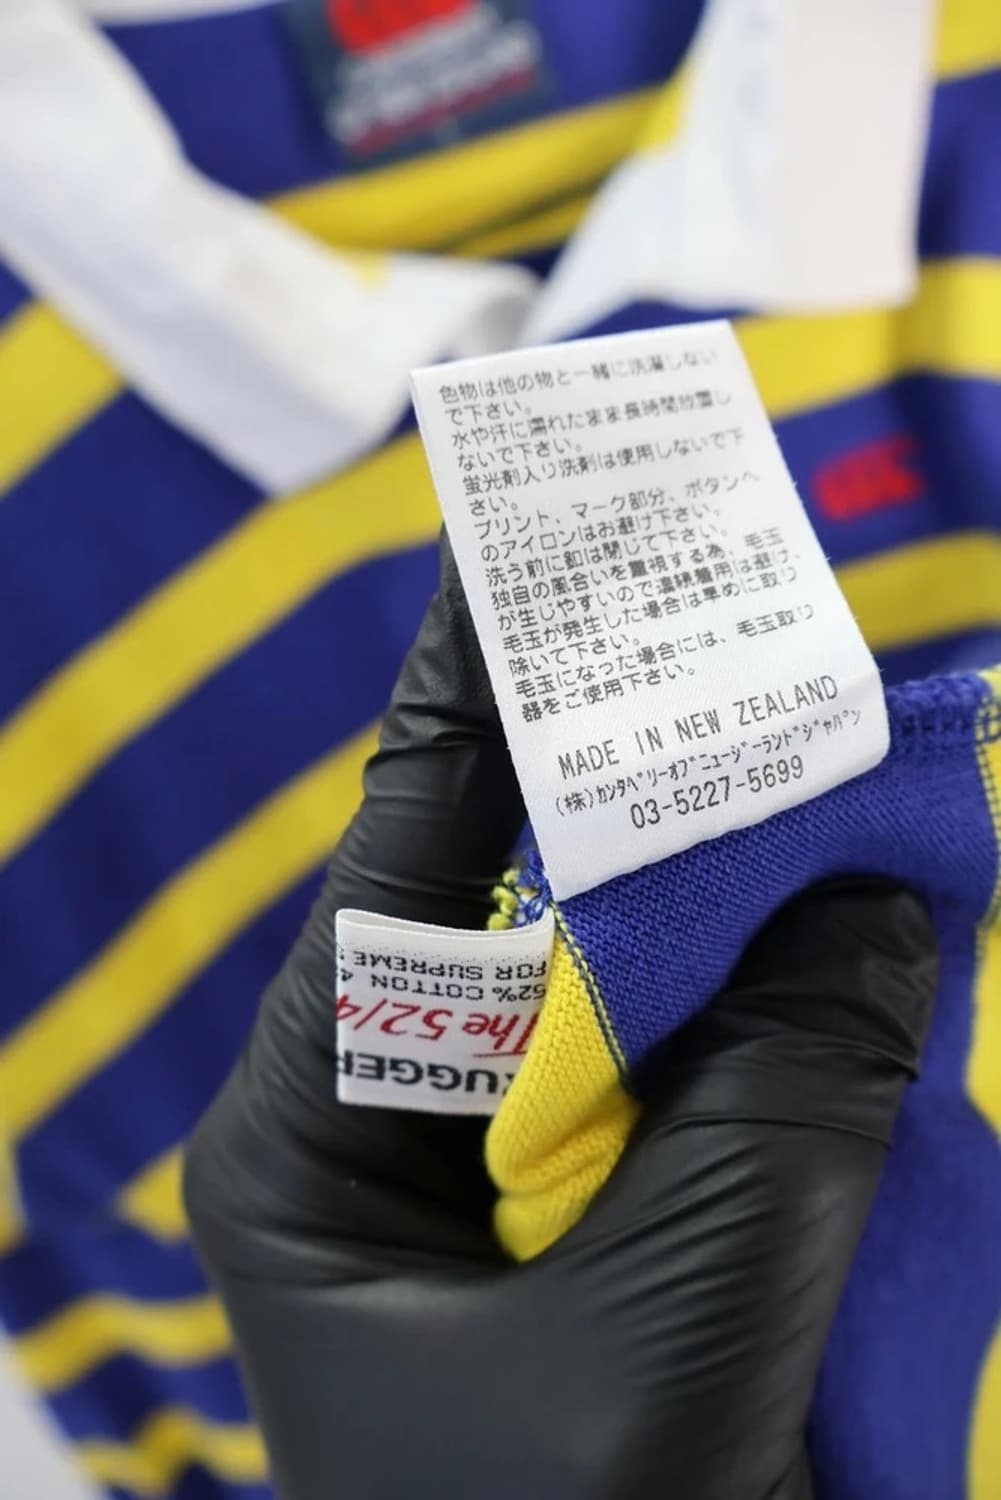 色物は他の物と一緒に洗濯しない
で下さい。
水や汗に濡れたまま長時間放置し
ないで下さい。
蛍光剤入り洗剤は使用しないで下
さい。
プリント、マーク部分、ボタンへ
のアイロンはお避け下さい。
洗う前に釦は閉じて下さい。
独自の風合いを重視する為、毛玉
が生じやすいので連続着用は避け、
毛玉が発生した場合は早めに取り
除いて下さい。
毛玉になった場合には、毛玉取り
器をご使用下さい。
MADE IN NEW ZEALAND
(株)カンタベリーオブニュージーランドジャパン
03-5227-5699
UGGER
The 52/4
52% COTTON 4
FOR SUPREME